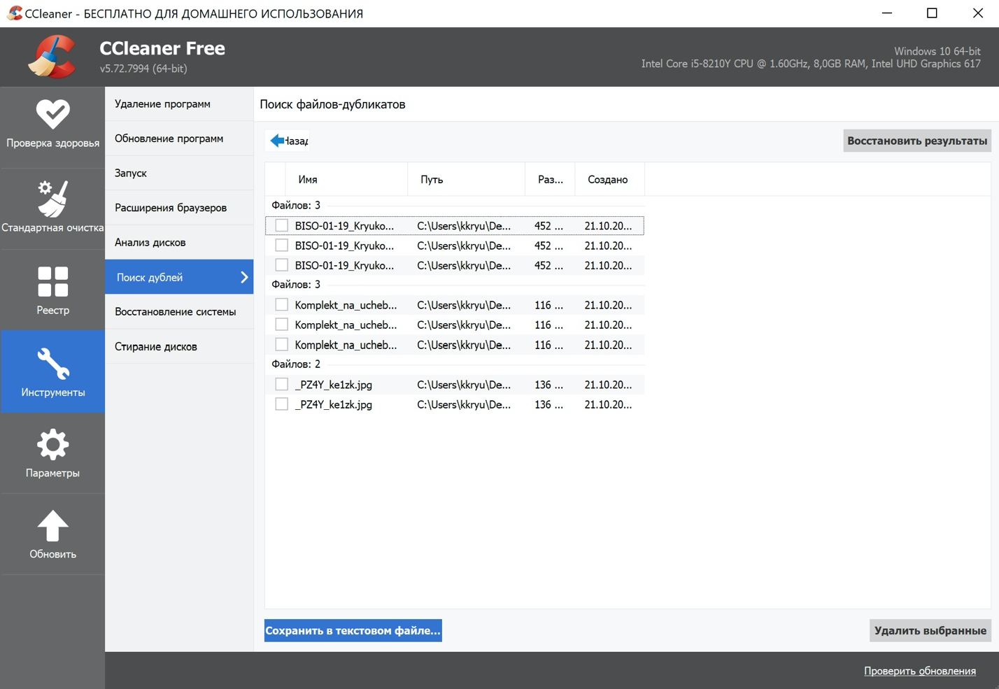 CCleaner - БЕСПЛАТНО ДЛЯ ДОМАШНЕГО ИСПОЛЬЗОВАНИЯ
CCleaner Free
v5.72.7994 (64-bit)
Windows 10 64-bit
Intel Core i5-8210Y CPU @ 1.60GHz, 8,0GB RAM, Intel UHD Graphics 617
Проверка здоровья
Стандартная очистка
Реестр
Инструменты
Параметры
Обновить
Удаление программ
Обновление программ
Запуск
Расширения браузеров
Анализ дисков
Поиск дублей
Восстановление системы
Стирание дисков
Поиск файлов-дубликатов
Назад
Восстановить результаты
Имя Путь Раз... Создано
Файлов: 3
BISO-01-19_Kryuko... C:\Users\kkryu\De... 452 ... 21.10.20...
BISO-01-19_Kryuko... C:\Users\kkryu\De... 452 ... 21.10.20...
BISO-01-19_Kryuko... C:\Users\kkryu\De... 452 ... 21.10.20...
Файлов: 3
Komplekt_na_ucheb... C:\Users\kkryu\De... 116 ... 21.10.20...
Komplekt_na_ucheb... C:\Users\kkryu\De... 116 ... 21.10.20...
Komplekt_na_ucheb... C:\Users\kkryu\De... 116 ... 21.10.20...
Файлов: 2
_PZ4Y_ke1zk.jpg C:\Users\kkryu\De... 136 ... 21.10.20...
_PZ4Y_ke1zk.jpg C:\Users\kkryu\De... 136 ... 21.10.20...
Сохранить в текстовом файле...
Удалить выбранные
Проверить обновления